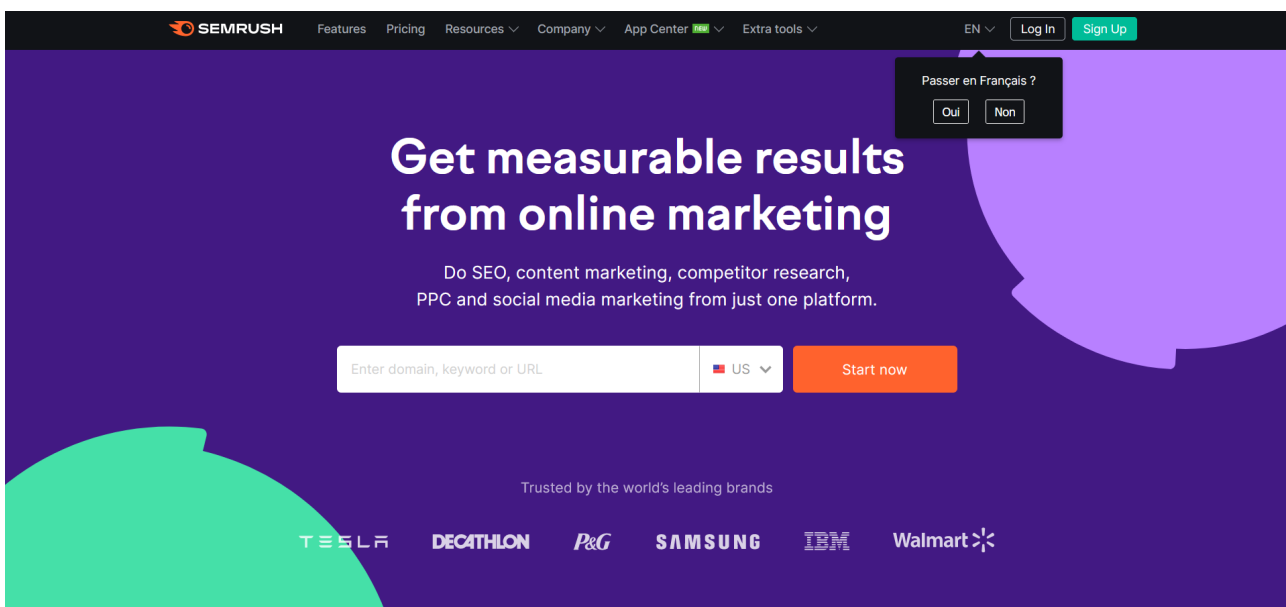 SEMRUSH Features Pricing Resources Company App Center NEW Extra tools EN Log In Sign Up
Passer en Français ?
Oui Non
Get measurable results
from online marketing
Do SEO, content marketing, competitor research,
PPC and social media marketing from just one platform.
Enter domain, keyword or URL US Start now
Trusted by the world's leading brands
TESLA DECATHLON P&G SAMSUNG IBM Walmart